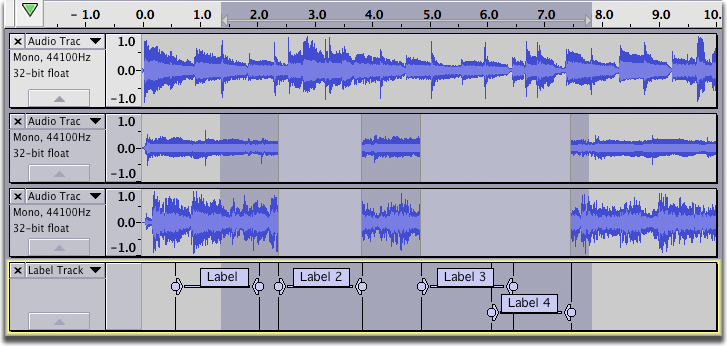 - 1.0 0.0 1.0 2.0 3.0 4.0 5.0 6.0 7.0 8.0 9.0 10.0
Audio Trac 1.0
Mono, 44100Hz
32-bit float 0.0
-1.0
Audio Trac 1.0
Mono, 44100Hz
32-bit float 0.0
-1.0
Audio Trac 1.0
Mono, 44100Hz
32-bit float 0.0
-1.0
Label Track
Label Label 2 Label 3
Label 4